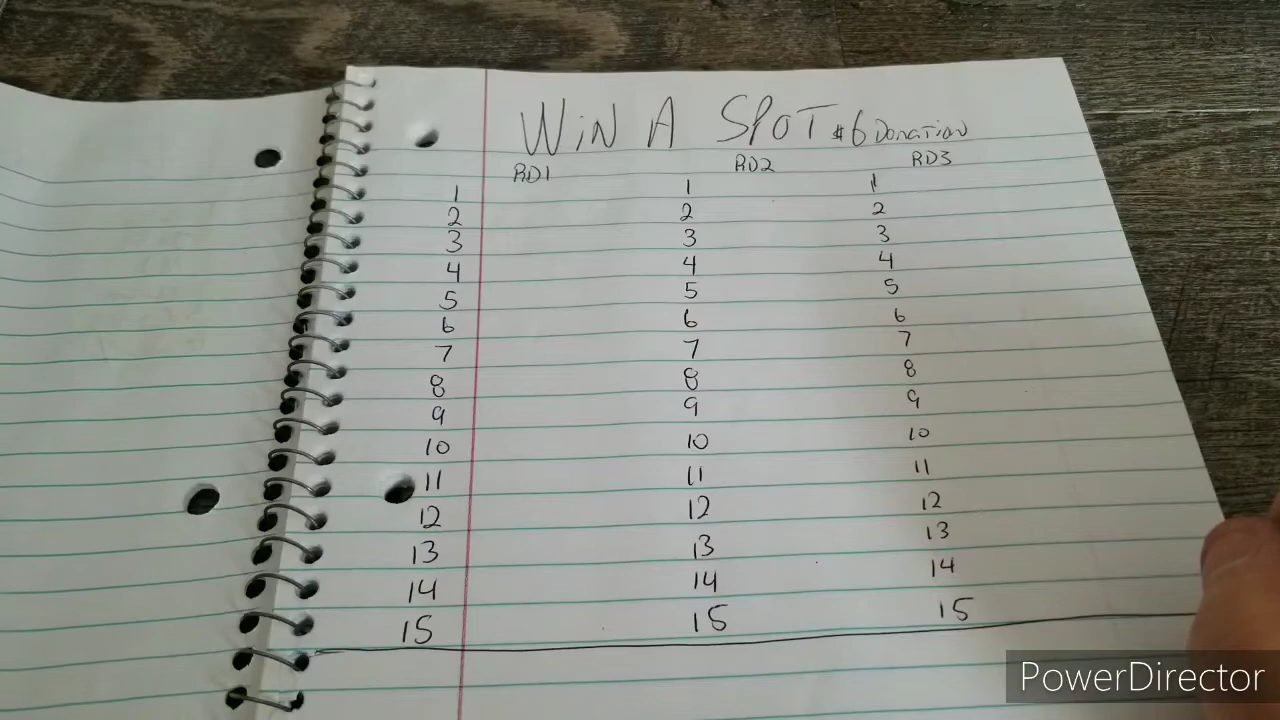 WiN A SPOT $6 Donation
RD1 RD2 RD3
1 1 1
2 2 2
3 3 3
4 4 4
5 5 5
6 6 6
7 7 7
8 8 8
9 9 9
10 10 10
11 11 11
12 12 12
13 13 13
14 14 14
15 15 15
PowerDirector